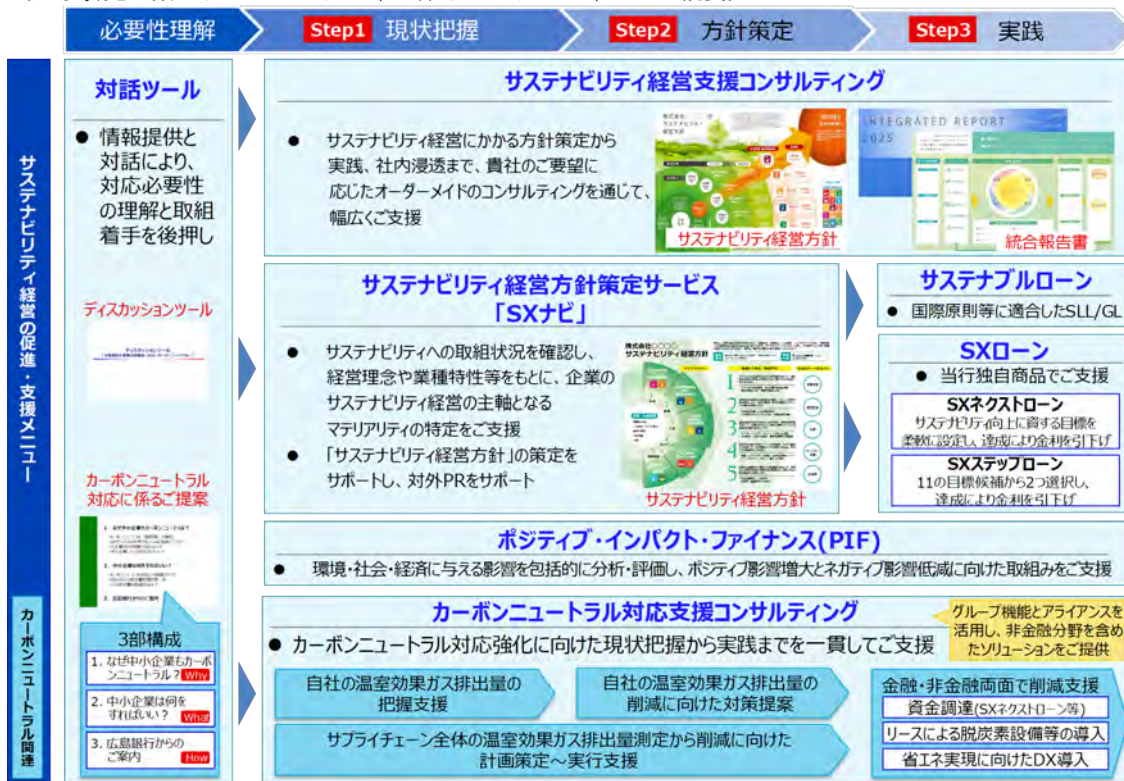 必要性理解
Step1 現状把握
Step2 方針策定
Step3 実践
サステナビリティ経営の促進・支援メニュー
対話ツール
● 情報提供と
対話により、
対応必要性
の理解と取組
着手を後押し
ディスカッションツール
ディスカッションツール
カーボンニュートラル
対応に係るご提案
3部構成
1. なぜ中小企業もカーボ
ンニュートラル? Why
2. 中小企業は何を
すればいい? What
3. 広島銀行からの
ご案内 How
サステナビリティ経営支援コンサルティング
● サステナビリティ経営にかかる方針策定から
実践、社内浸透まで、貴社のご要望に
応じたオーダーメイドのコンサルティングを通じて、
幅広くご支援
サステナビリティ経営方針
INTEGRATED REPORT
2025
統合報告書
サステナビリティ経営方針策定サービス
「SXナビ」
● サステナビリティへの取組状況を確認し、
経営理念や業種特性等をもとに、企業の
サステナビリティ経営の主軸となる
マテリアリティの特定をご支援
● 「サステナビリティ経営方針」の策定を
サポートし、対外PRをサポート
株式会社○○○○
サステナビリティ経営方針
1
2
3
4
5
サステナビリティ経営方針
サステナブルローン
● 国際原則等に適合したSLL/GL
SXローン
● 当行独自商品でご支援
SXネクストローン
サステナビリティ向上に資する目標を
柔軟に設定し、達成により金利を引下げ
SXステップローン
11の目標候補から2つ選択し、
達成により金利を引下げ
ポジティブ・インパクト・ファイナンス(PIF)
● 環境・社会・経済に与える影響を包括的に分析・評価し、ポジティブ影響増大とネガティブ影響低減に向けた取組みをご支援
カーボンニュートラル関連
カーボンニュートラル対応支援コンサルティング
● カーボンニュートラル対応強化に向けた現状把握から実践までを一貫してご支援
グループ機能とアライアンスを
活用し、非金融分野を含め
たソリューションをご提供
自社の温室効果ガス排出量の
把握支援
自社の温室効果ガス排出量の
削減に向けた対策提案
サプライチェーン全体の温室効果ガス排出量測定から削減に向けた
計画策定～実行支援
金融・非金融両面で削減支援
資金調達(SXネクストローン等)
リースによる脱炭素設備等の導入
省エネ実現に向けたDX導入